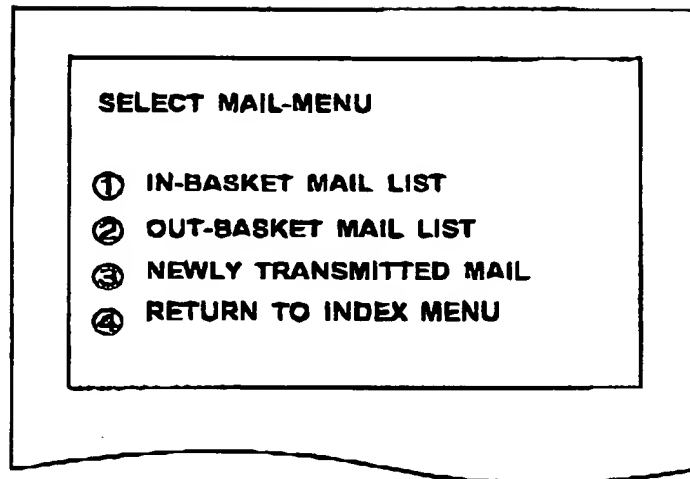 SELECT MAIL-MENU
① IN-BASKET MAIL LIST
② OUT-BASKET MAIL LIST
③ NEWLY TRANSMITTED MAIL
④ RETURN TO INDEX MENU